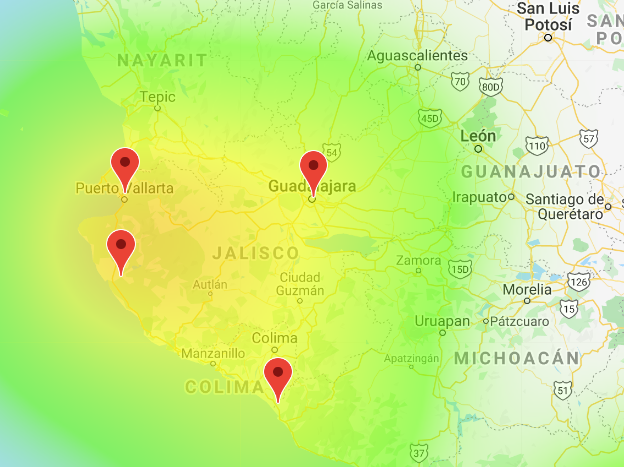 García Salinas
San Luis
Potosí
SAN
PO
NAYARIT
Aguascalientes
70
80D
Tepic
45D
León
57
54
110
Puerto Vallarta
Guadalajara
GUANAJUATO
Irapuato
Santiago de
Querétaro
JALISCO
Zamora
15D
Ciudad
Guzmán
Autlán
Morelia
126
15
Uruapan
Pátzcuaro
Colima
Manzanillo
Apatzingán
MICHOACÁN
COLIMA
51
37